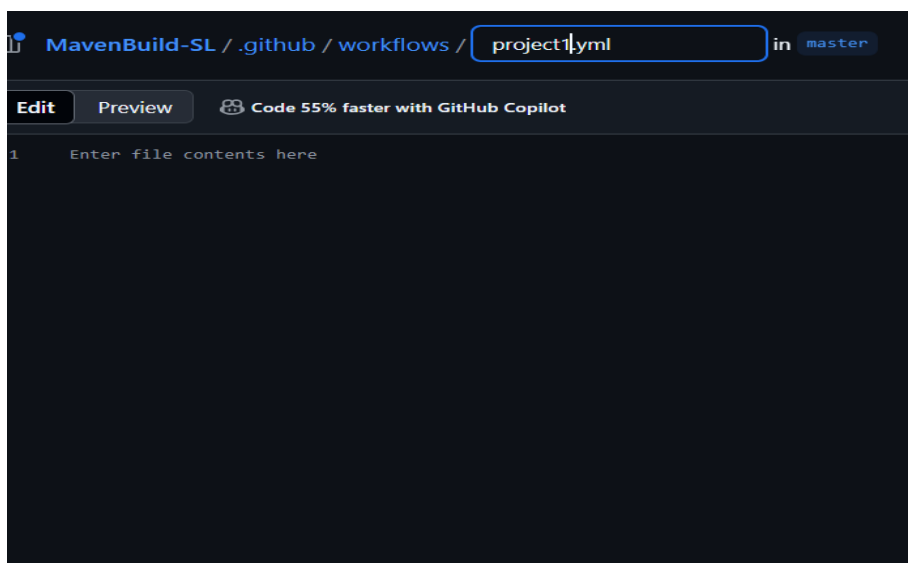 MavenBuild-SL / .github / workflows / project1.yml in master
Edit Preview Code 55% faster with GitHub Copilot
1 Enter file contents here